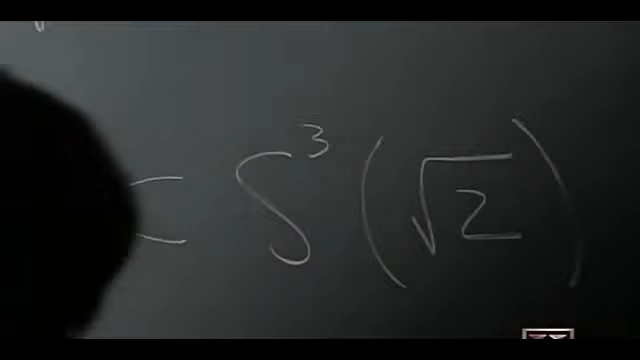 = S³(√2)